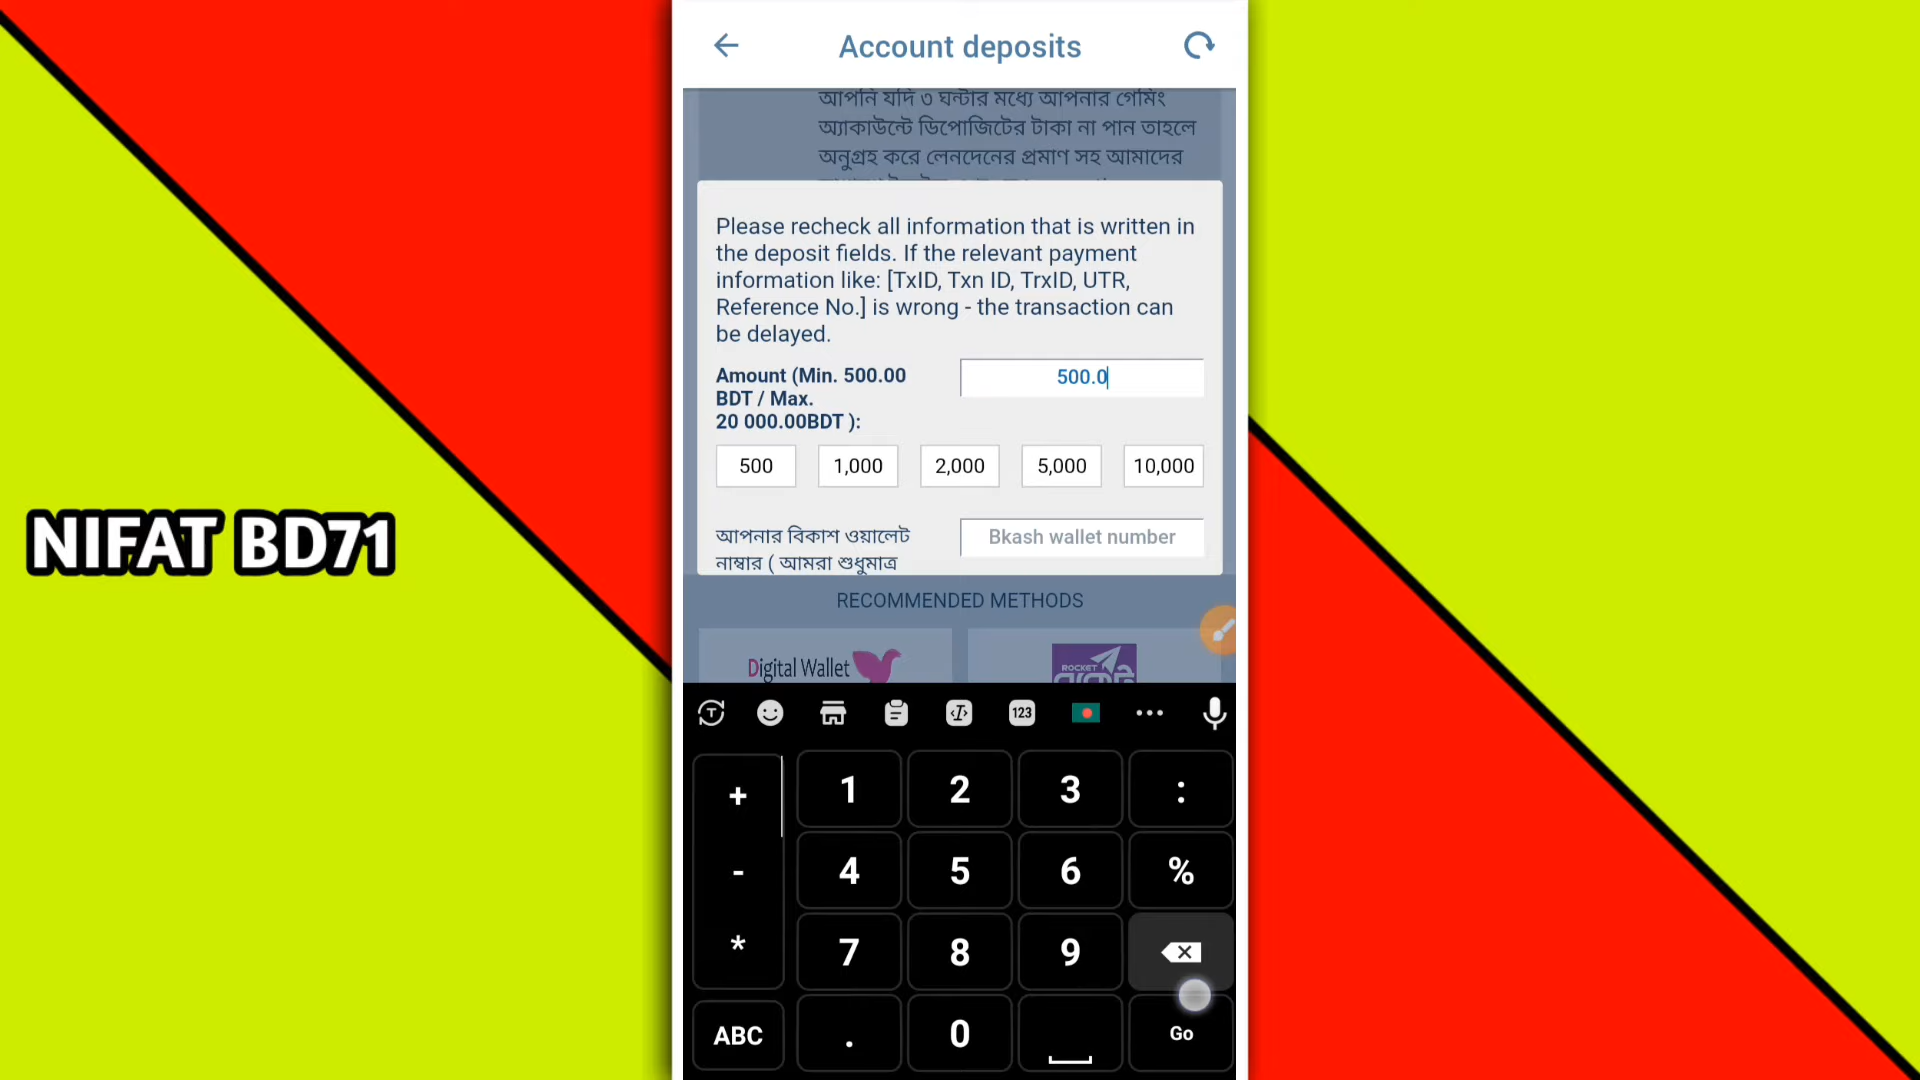 Account deposits
আপনি যদি ৩ ঘন্টার মধ্যে আপনার গেমিং
অ্যাকাউন্টে ডিপোজিটের টাকা না পান তাহলে
অনুগ্রহ করে লেনদেনের প্রমাণ সহ আমাদের
Please recheck all information that is written in
the deposit fields. If the relevant payment
information like: [TxID, Txn ID, TrxID, UTR,
Reference No.] is wrong - the transaction can
be delayed.
Amount (Min. 500.00
BDT / Max.
20 000.00BDT ):
500.0
500 1,000 2,000 5,000 10,000
আপনার বিকাশ ওয়ালেট
নাম্বার ( আমরা শুধুমাত্র
Bkash wallet number
RECOMMENDED METHODS
Digital Wallet
ROCKET
NIFAT BD71
123
+ 1 2 3 :
- 4 5 6 %
* 7 8 9
ABC . 0 Go